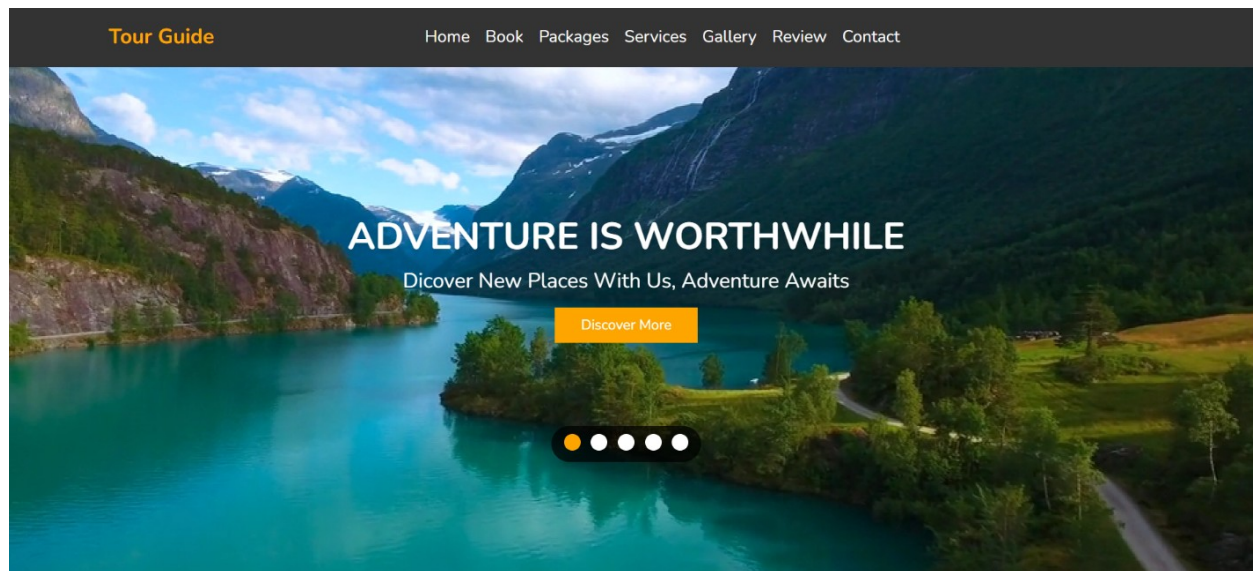 Tour Guide
Home Book Packages Services Gallery Review Contact
ADVENTURE IS WORTHWHILE
Dicover New Places With Us, Adventure Awaits
Discover More